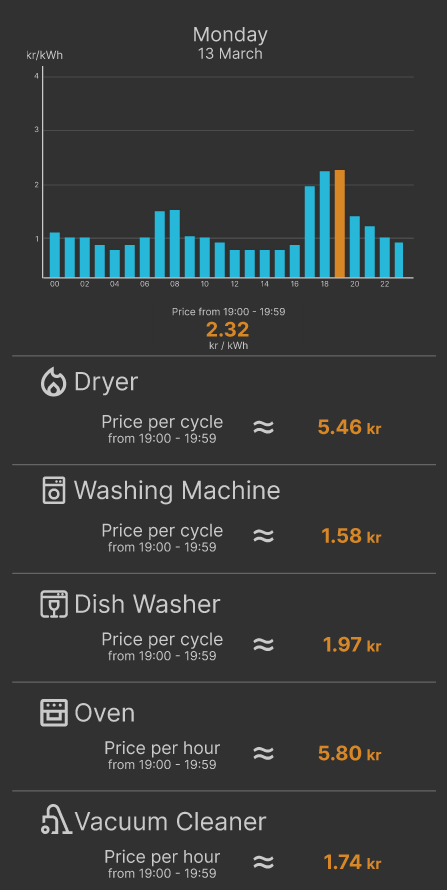 Monday
13 March
kr/kWh
4
3
2
1
00 02 04 06 08 10 12 14 16 18 20 22
Price from 19:00 - 19:59
2.32
kr / kWh
Dryer
Price per cycle ≈ 5.46 kr
from 19:00 - 19:59
Washing Machine
Price per cycle ≈ 1.58 kr
from 19:00 - 19:59
Dish Washer
Price per cycle ≈ 1.97 kr
from 19:00 - 19:59
Oven
Price per hour ≈ 5.80 kr
from 19:00 - 19:59
Vacuum Cleaner
Price per hour ≈ 1.74 kr
from 19:00 - 19:59